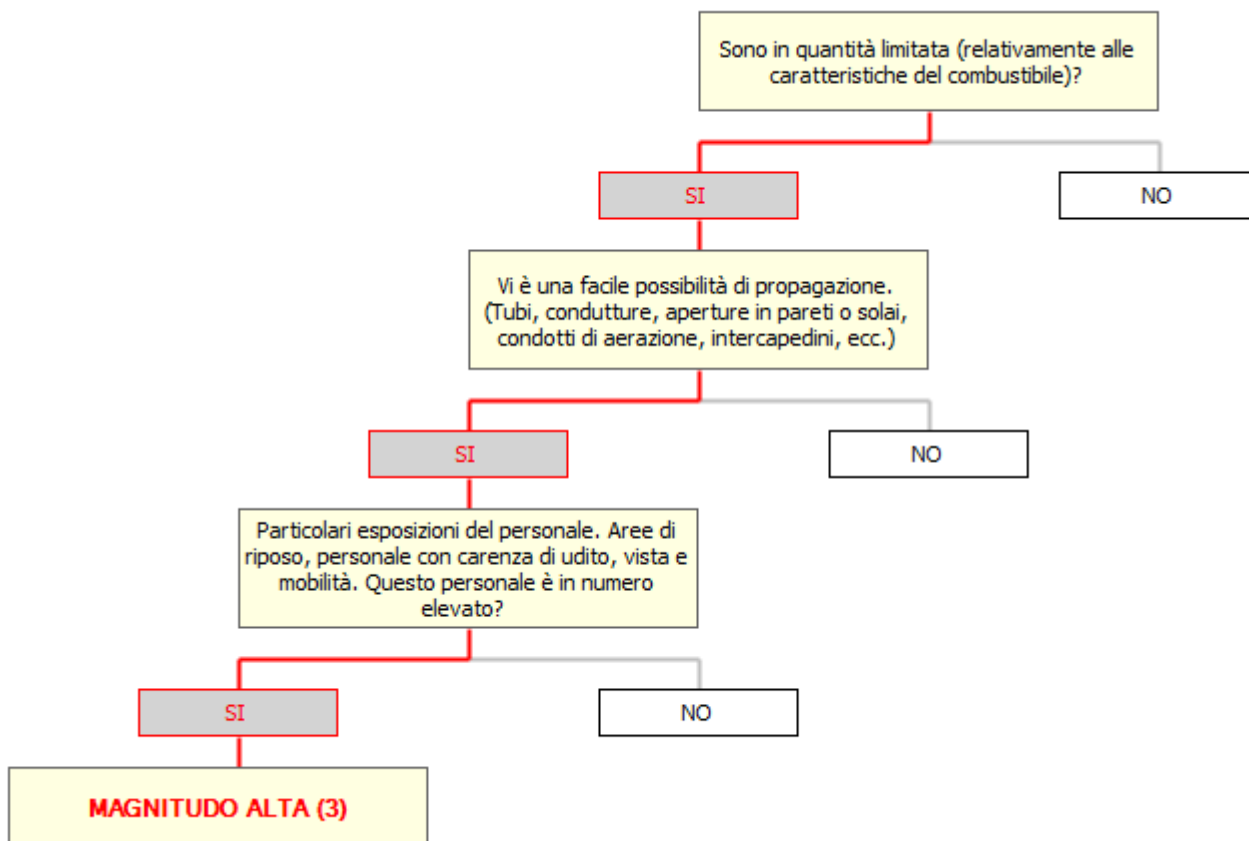 Sono in quantità limitata (relativamente alle
caratteristiche del combustibile)?
SI
NO
Vi è una facile possibilità di propagazione.
(Tubi, condutture, aperture in pareti o solai,
condotti di aerazione, intercapedini, ecc.)
SI
NO
Particolari esposizioni del personale. Aree di
riposo, personale con carenza di udito, vista e
mobilità. Questo personale è in numero
elevato?
SI
NO
MAGNITUDO ALTA (3)